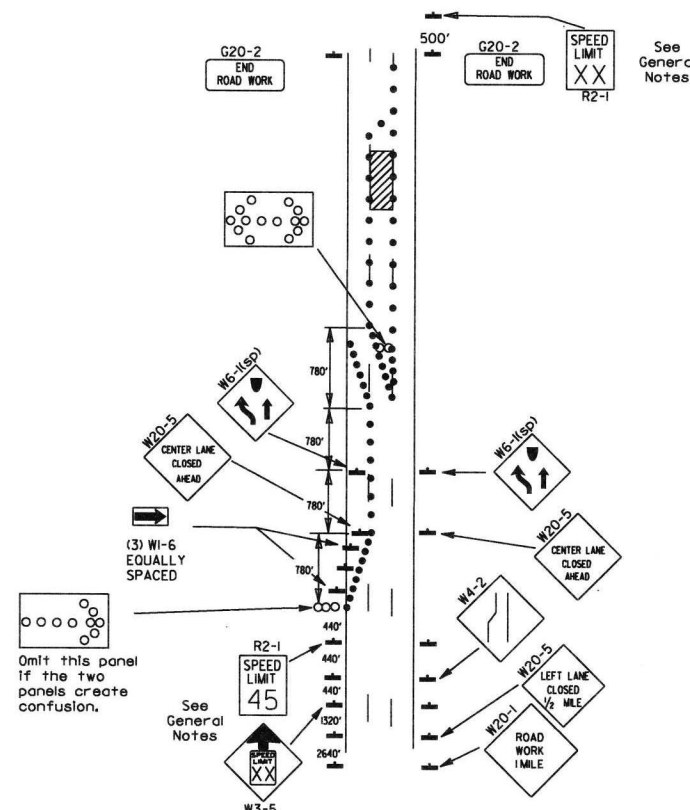 500'
G20-2
END
ROAD WORK
G20-2
END
ROAD WORK
SPEED
LIMIT
XX
R2-1
See
General
Notes
780'
W6-1(sp)
780'
W20-5
CENTER LANE
CLOSED
AHEAD
780'
W6-1(sp)
(3) W1-6
EQUALLY
SPACED
780'
W20-5
CENTER LANE
CLOSED
AHEAD
Omit this panel
if the two
panels create
confusion.
440'
R2-1
SPEED
LIMIT
45
440'
W4-2
440'
W20-5
LEFT LANE
CLOSED
1/2 MILE
See
General
Notes
1320'
W20-1
ROAD
WORK
1 MILE
2640'
SPEED
LIMIT
XX
W3-5